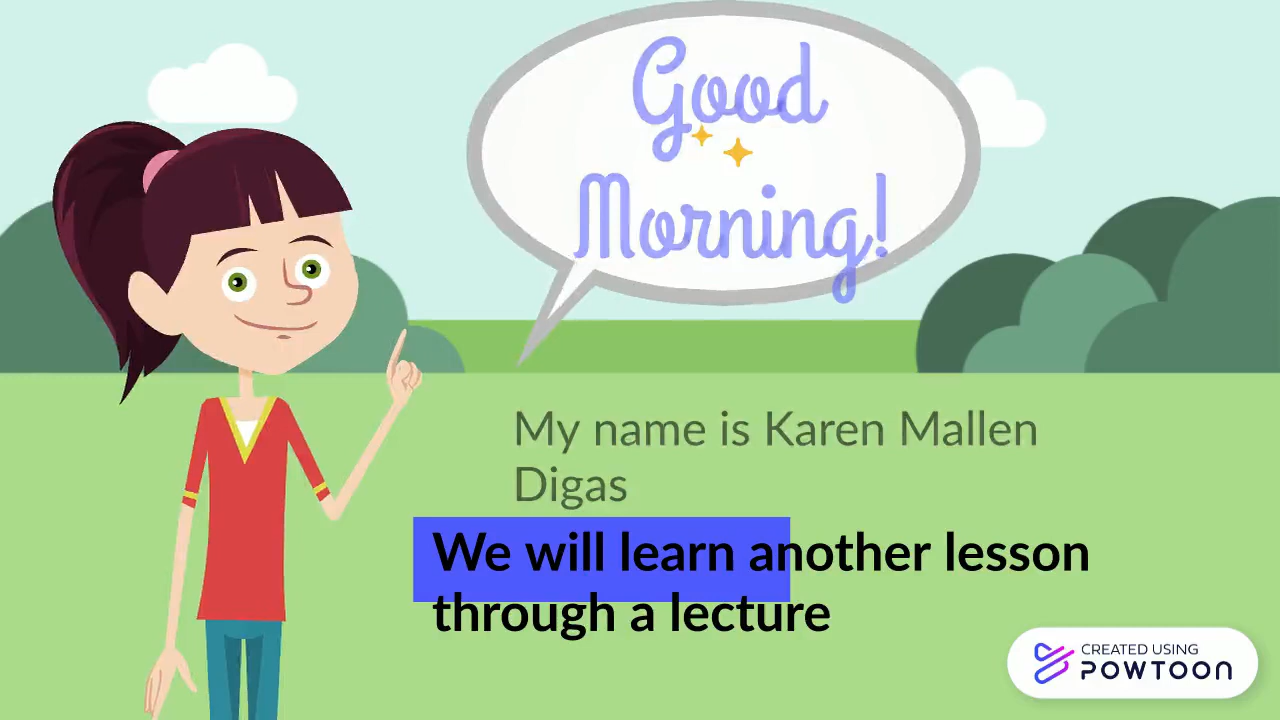 Good
Morning!
My name is Karen Mallen
Digas
We will learn another lesson
through a lecture
CREATED USING
POWTOON